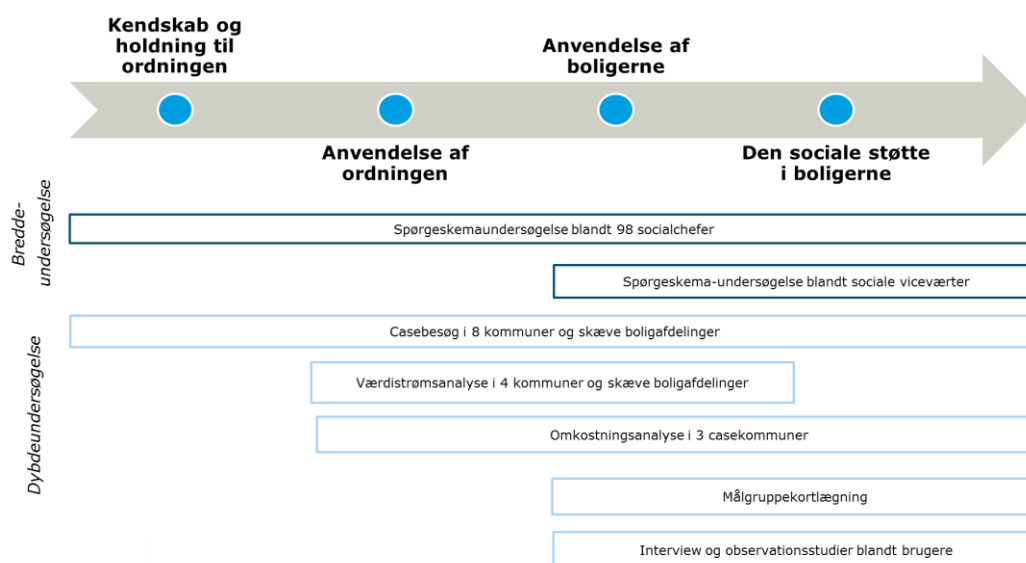 Kendskab og
holdning til
ordningen
Anvendelse af
boligerne
Anvendelse af
ordningen
Den sociale støtte
i boligerne
Bredde-
undersøgelse
Spørgeskemaundersøgelse blandt 98 socialchefer
Spørgeskema-undersøgelse blandt sociale viceværter
Dybdeundersøgelse
Casebesøg i 8 kommuner og skæve boligafdelinger
Værdistrømsanalyse i 4 kommuner og skæve boligafdelinger
Omkostningsanalyse i 3 casekommuner
Målgruppekortlægning
Interview og observationsstudier blandt brugere